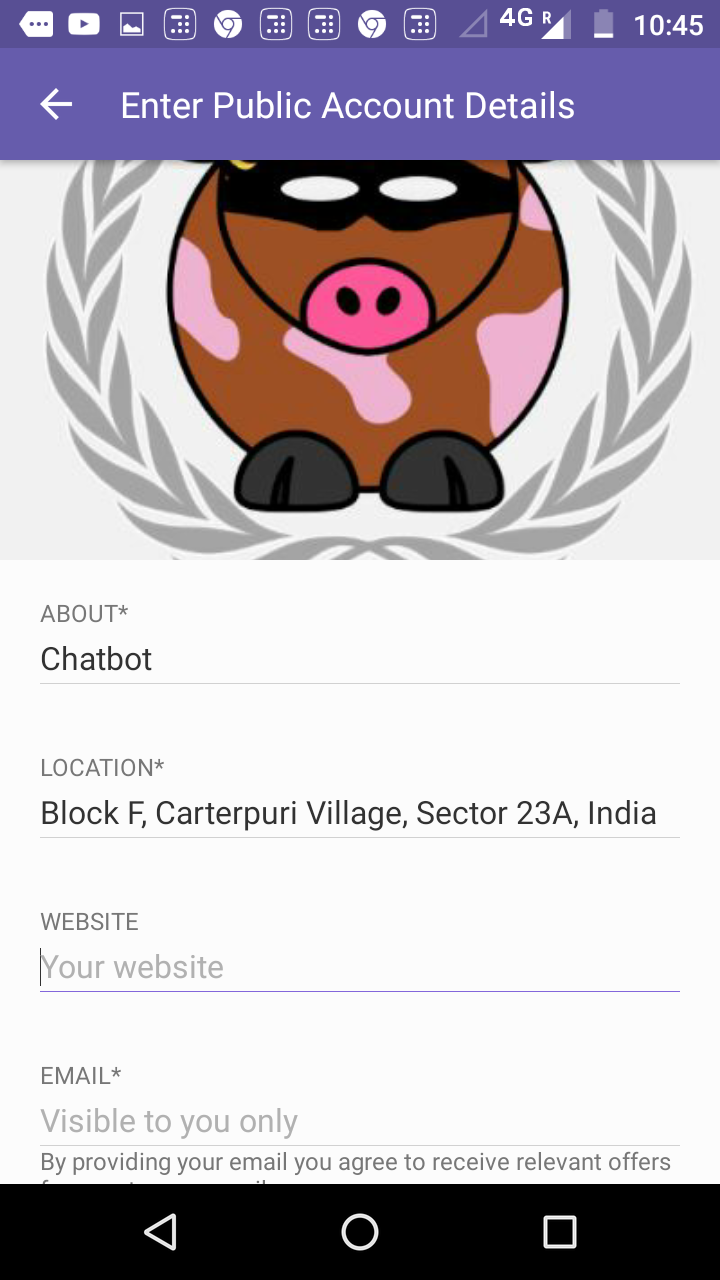 4G R 10:45
Enter Public Account Details
ABOUT*
Chatbot
LOCATION*
Block F, Carterpuri Village, Sector 23A, India
WEBSITE
Your website
EMAIL*
Visible to you only
By providing your email you agree to receive relevant offers